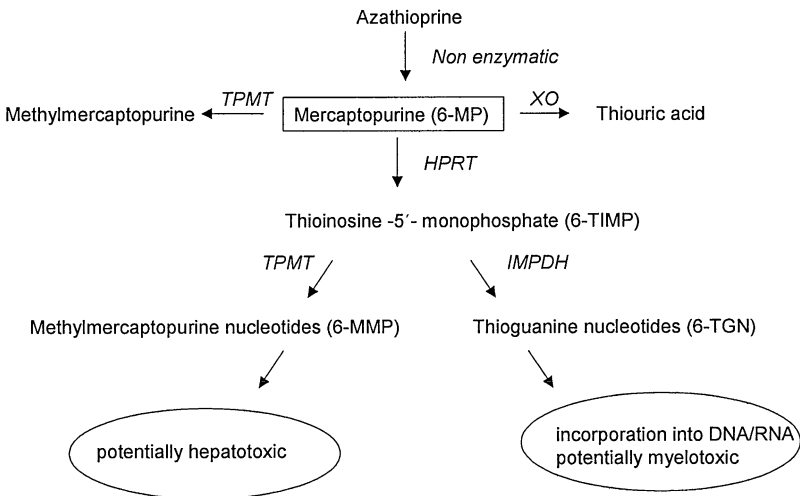 Azathioprine
Non enzymatic
TPMT
XO
Methylmercaptopurine
Mercaptopurine (6-MP)
Thiouric acid
HPRT
Thioinosine -5′- monophosphate (6-TIMP)
TPMT
IMPDH
Methylmercaptopurine nucleotides (6-MMP)
Thioguanine nucleotides (6-TGN)
potentially hepatotoxic
incorporation into DNA/RNA
potentially myelotoxic